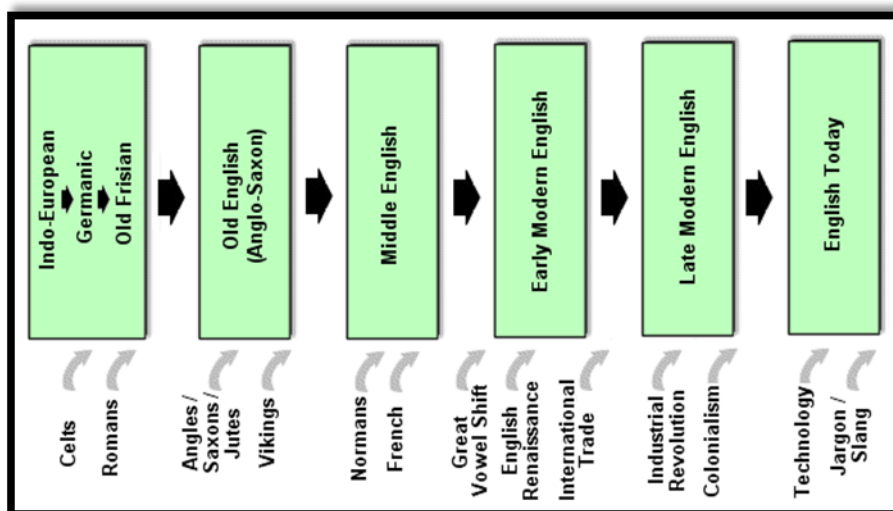 Indo-European
Germanic
Old Frisian
Old English
(Anglo-Saxon)
Middle English
Early Modern English
Late Modern English
English Today
Celts
Romans
Angles /
Saxons /
Jutes
Vikings
Normans
French
Great
Vowel Shift
English
Renaissance
International
Trade
Industrial
Revolution
Colonialism
Technology
Jargon /
Slang